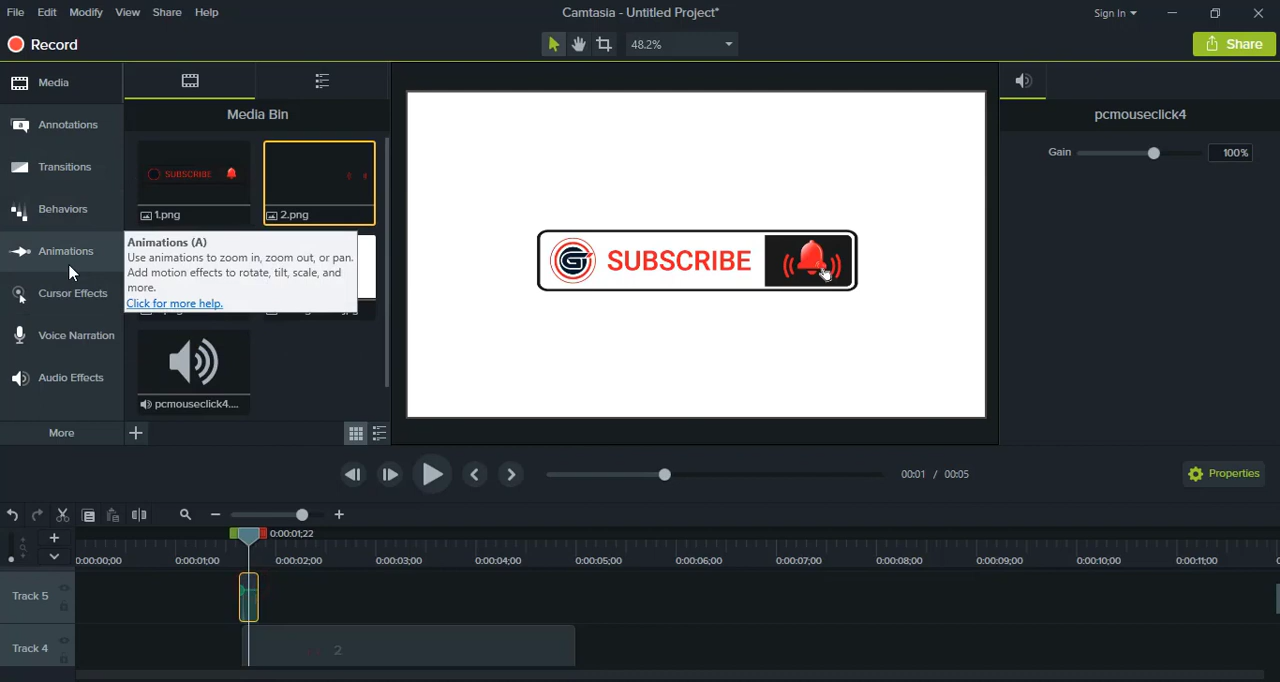 File Edit Modify View Share Help
Camtasia - Untitled Project*
Sign In
Record
48.2%
Share
Media
Annotations
Transitions
Behaviors
Animations
Cursor Effects
Voice Narration
Audio Effects
More
Media Bin
SUBSCRIBE
1.png
2.png
Animations (A)
Use animations to zoom in, zoom out, or pan.
Add motion effects to rotate, tilt, scale, and
more.
Click for more help.
pcmouseclick4....
SUBSCRIBE
pcmouseclick4
Gain 100%
00:01 / 00:05
Properties
0:00:01;22
0:00:00;00 0:00:01;00 0:00:02;00 0:00:03;00 0:00:04;00 0:00:05;00 0:00:06;00 0:00:07;00 0:00:08;00 0:00:09;00 0:00:10;00 0:00:11;00
Track 5
Track 4
2